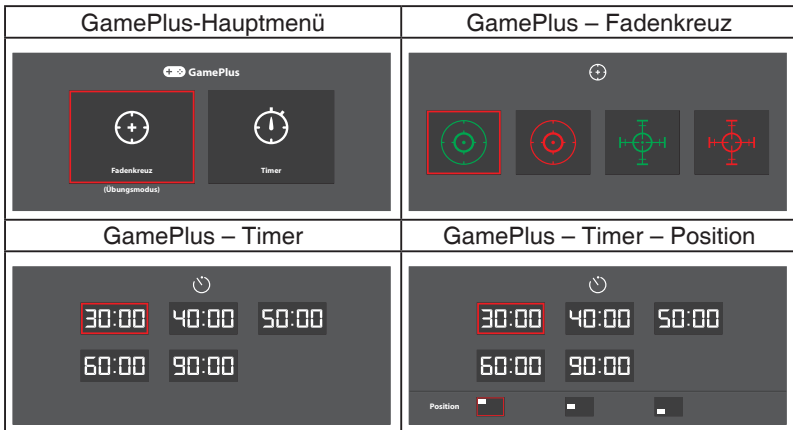 GamePlus-Hauptmenü
GamePlus – Fadenkreuz
GamePlus
Fadenkreuz
Timer
(Übungsmodus)
GamePlus – Timer
GamePlus – Timer – Position
30:00 40:00 50:00
60:00 90:00
30:00 40:00 50:00
60:00 90:00
Position